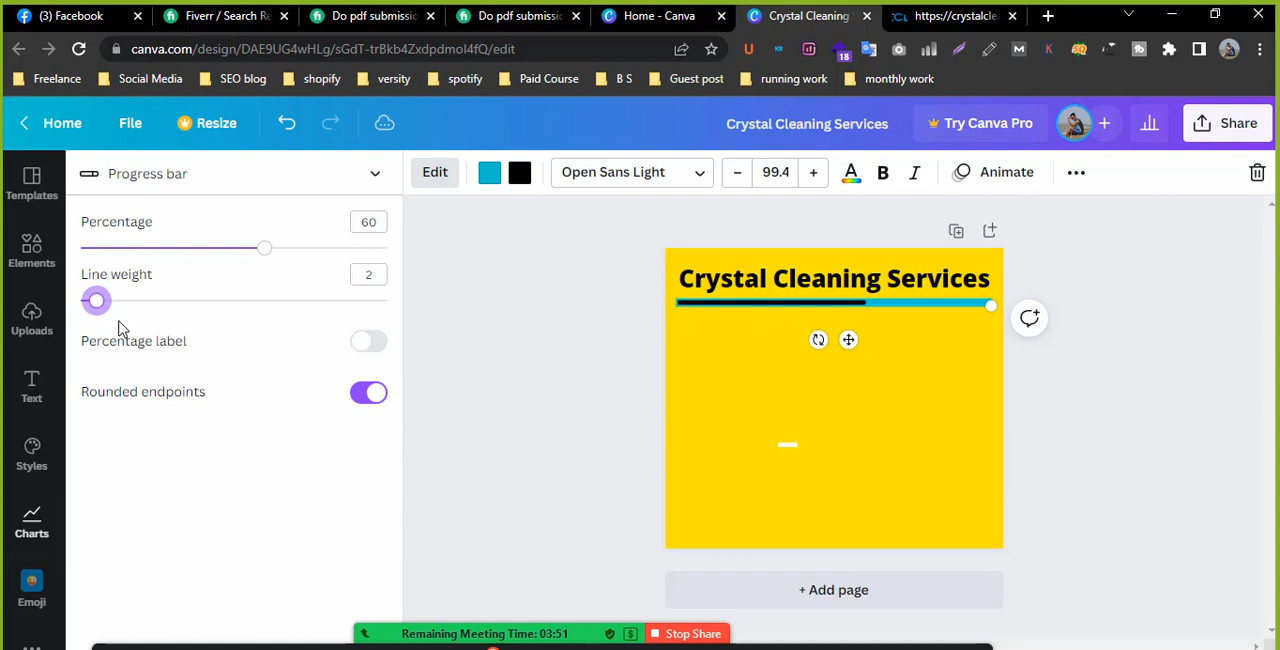 (3) Facebook
Fiverr / Search Re
Do pdf submissic
Do pdf submissic
Home - Canva
Crystal Cleaning
https://crystalcle
canva.com/design/DAE9UG4wHLg/sGdT-trBkb4Zxdpdmol4fQ/edit
18
Freelance
Social Media
SEO blog
shopify
versity
spotify
Paid Course
B S
Guest post
running work
monthly work
Home
File
Resize
Crystal Cleaning Services
Try Canva Pro
Share
Templates
Elements
Uploads
Text
Styles
Charts
Emoji
Progress bar
Percentage
60
Line weight
2
Percentage label
Rounded endpoints
Edit
Open Sans Light
99.4
A
B
I
Animate
Crystal Cleaning Services
+ Add page
Remaining Meeting Time: 03:51
Stop Share